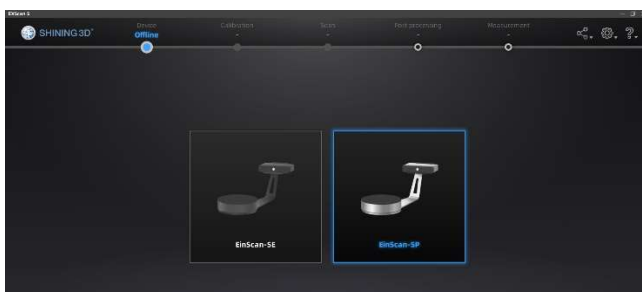 EinScan-S
SHINING 3D®
Device
Calibration
Scan
Post processing
Measurement
Offline
-
-
-
-
EinScan-SE
EinScan-SP